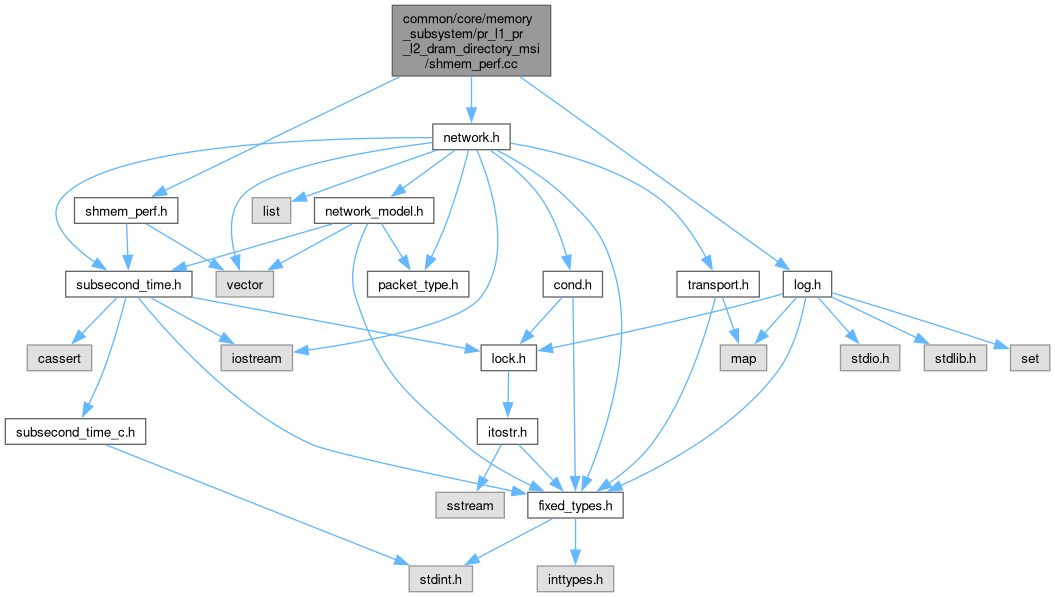 common/core/memory
_subsystem/pr_l1_pr
_l2_dram_directory_msi
/shmem_perf.cc
network.h
shmem_perf.h
list
network_model.h
subsecond_time.h
vector
packet_type.h
cond.h
transport.h
log.h
cassert
iostream
lock.h
map
stdio.h
stdlib.h
set
subsecond_time_c.h
itostr.h
sstream
fixed_types.h
stdint.h
inttypes.h